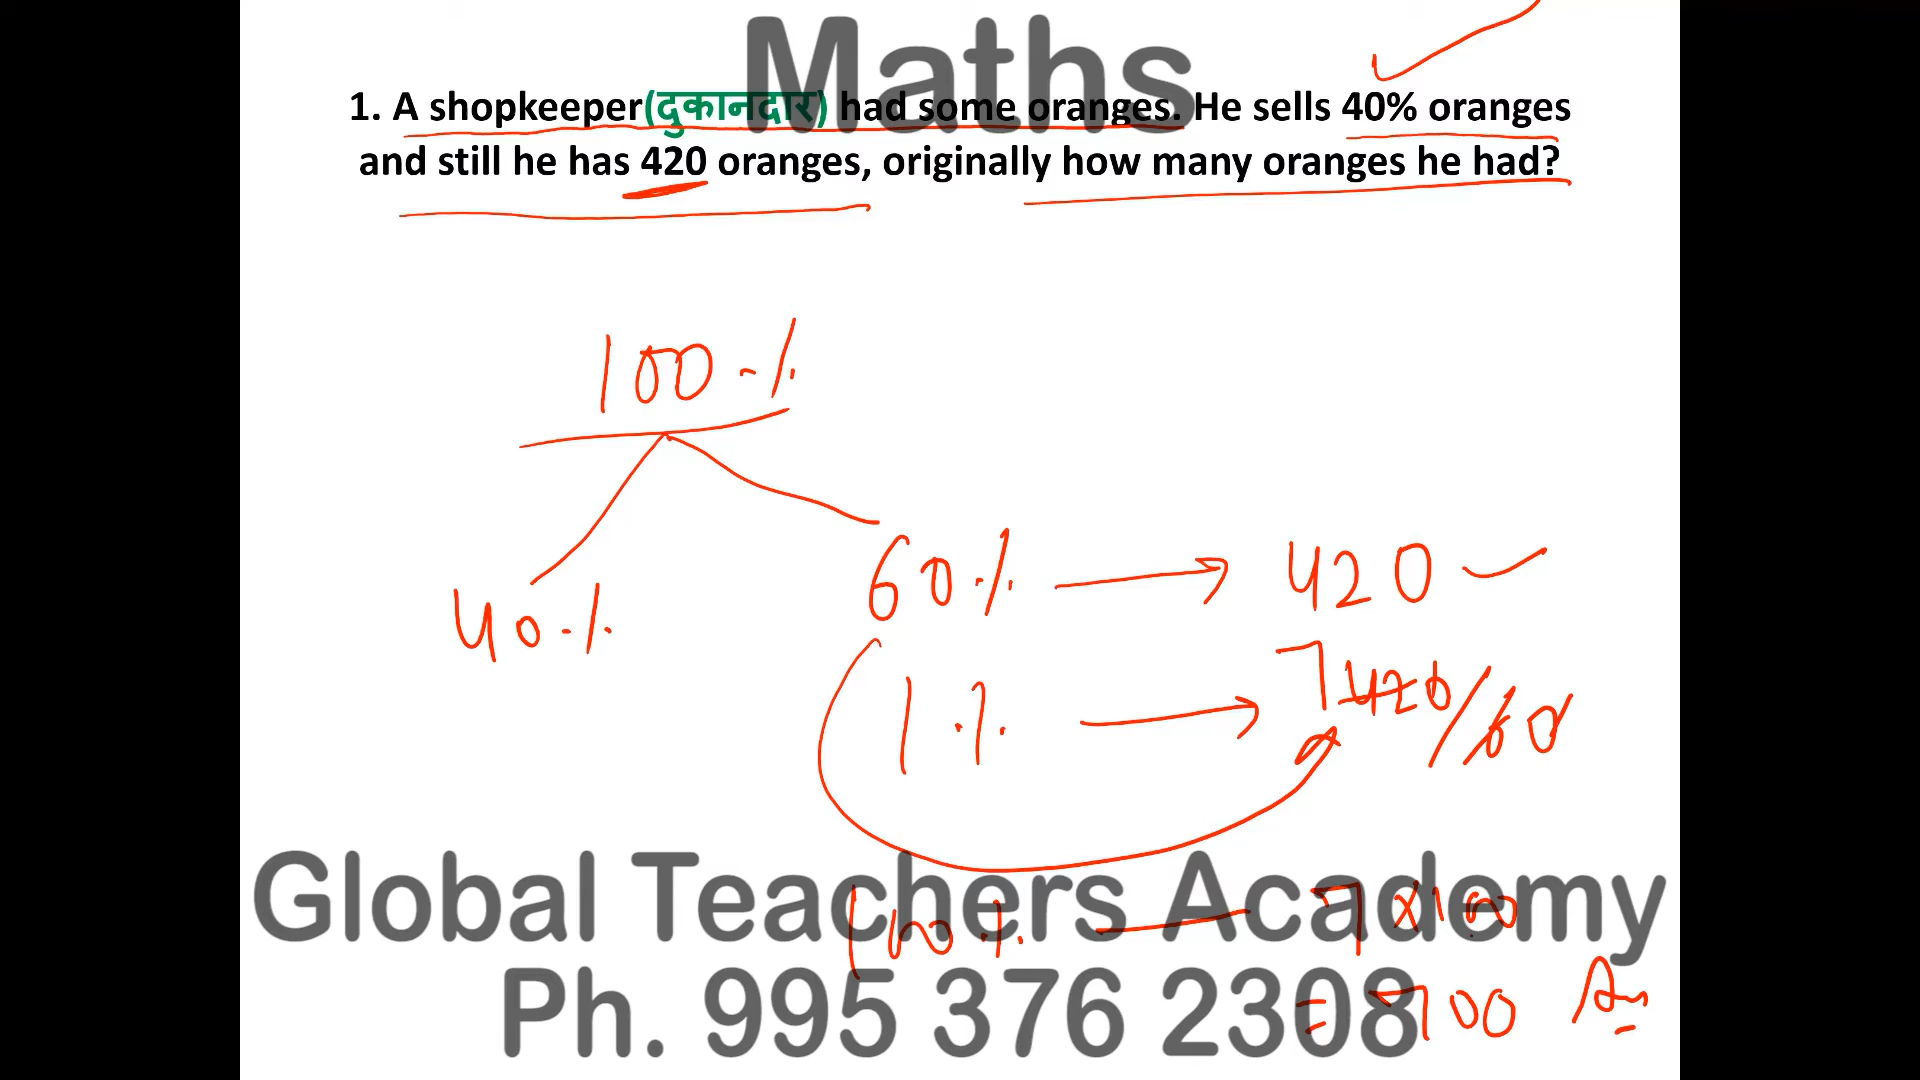 Maths
1. A shopkeeper(दुकानदार) had some oranges. He sells 40% oranges
and still he has 420 oranges, originally how many oranges he had?
100%
40%
60% → 420
1% → 7 420/60
100% — 7×100
= 700 Ans
Global Teachers Academy
Ph. 995 376 2308